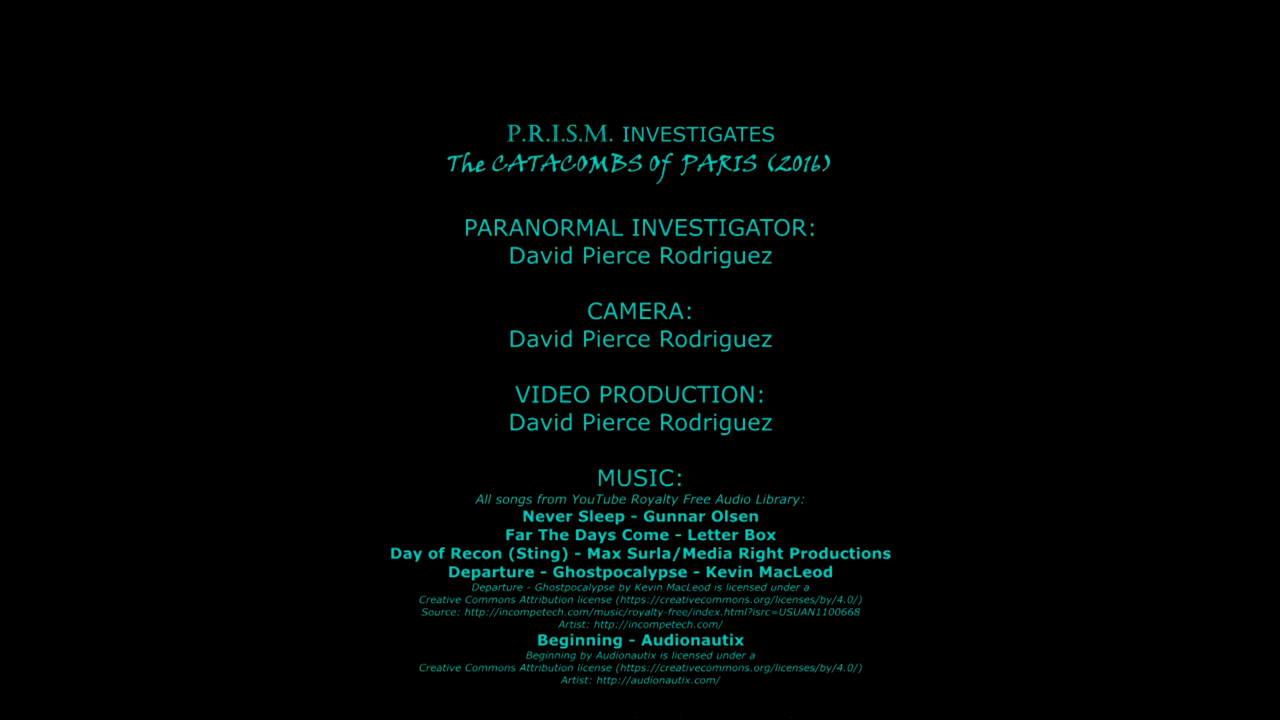 P.R.I.S.M. INVESTIGATES
The CATACOMBS of PARIS (2016)
PARANORMAL INVESTIGATOR:
David Pierce Rodriguez
CAMERA:
David Pierce Rodriguez
VIDEO PRODUCTION:
David Pierce Rodriguez
MUSIC:
All songs from YouTube Royalty Free Audio Library:
Never Sleep - Gunnar Olsen
Far The Days Come - Letter Box
Day of Recon (Sting) - Max Surla/Media Right Productions
Departure - Ghostpocalypse - Kevin MacLeod
Departure - Ghostpocalypse by Kevin MacLeod is licensed under a
Creative Commons Attribution license (https://creativecommons.org/licenses/by/4.0/)
Source: http://incompetech.com/music/royalty-free/index.html?isrc=USUAN1100668
Artist: http://incompetech.com/
Beginning - Audionautix
Beginning by Audionautix is licensed under a
Creative Commons Attribution license (https://creativecommons.org/licenses/by/4.0/)
Artist: http://audionautix.com/